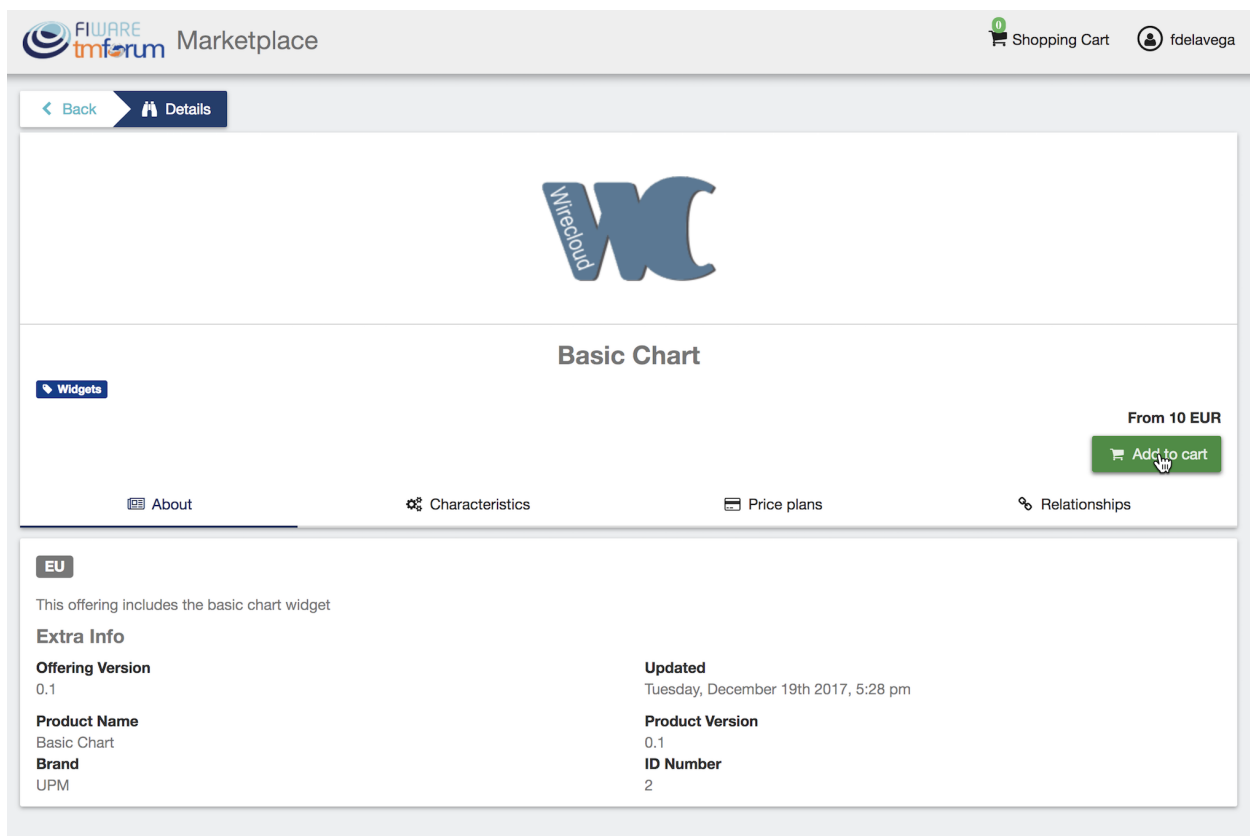 FIWARE
tmforum
Marketplace
0
Shopping Cart
fdelavega
Back
Details
Wirecloud
WC
Basic Chart
Widgets
From 10 EUR
Add to cart
About
Characteristics
Price plans
Relationships
EU
This offering includes the basic chart widget
Extra Info
Offering Version
Updated
0.1
Tuesday, December 19th 2017, 5:28 pm
Product Name
Product Version
Basic Chart
0.1
Brand
ID Number
UPM
2